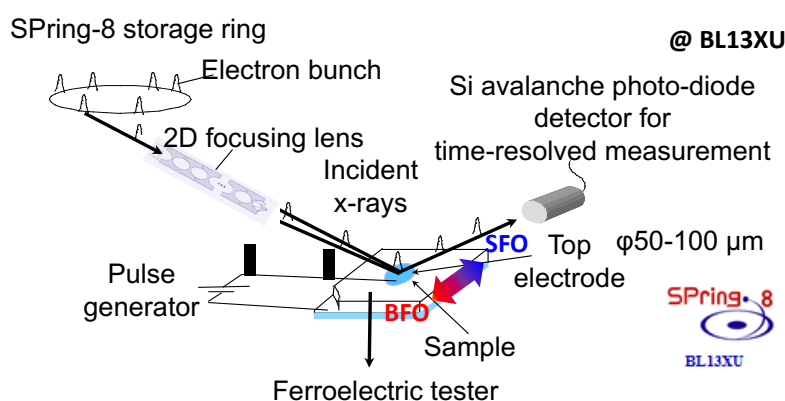 SPring-8 storage ring
@ BL13XU
Electron bunch
Si avalanche photo-diode
detector for
time-resolved measurement
2D focusing lens
Incident
x-rays
SFO
Top
electrode
φ50-100 μm
Pulse
generator
BFO
Sample
Ferroelectric tester
SPring. 8
BL13XU